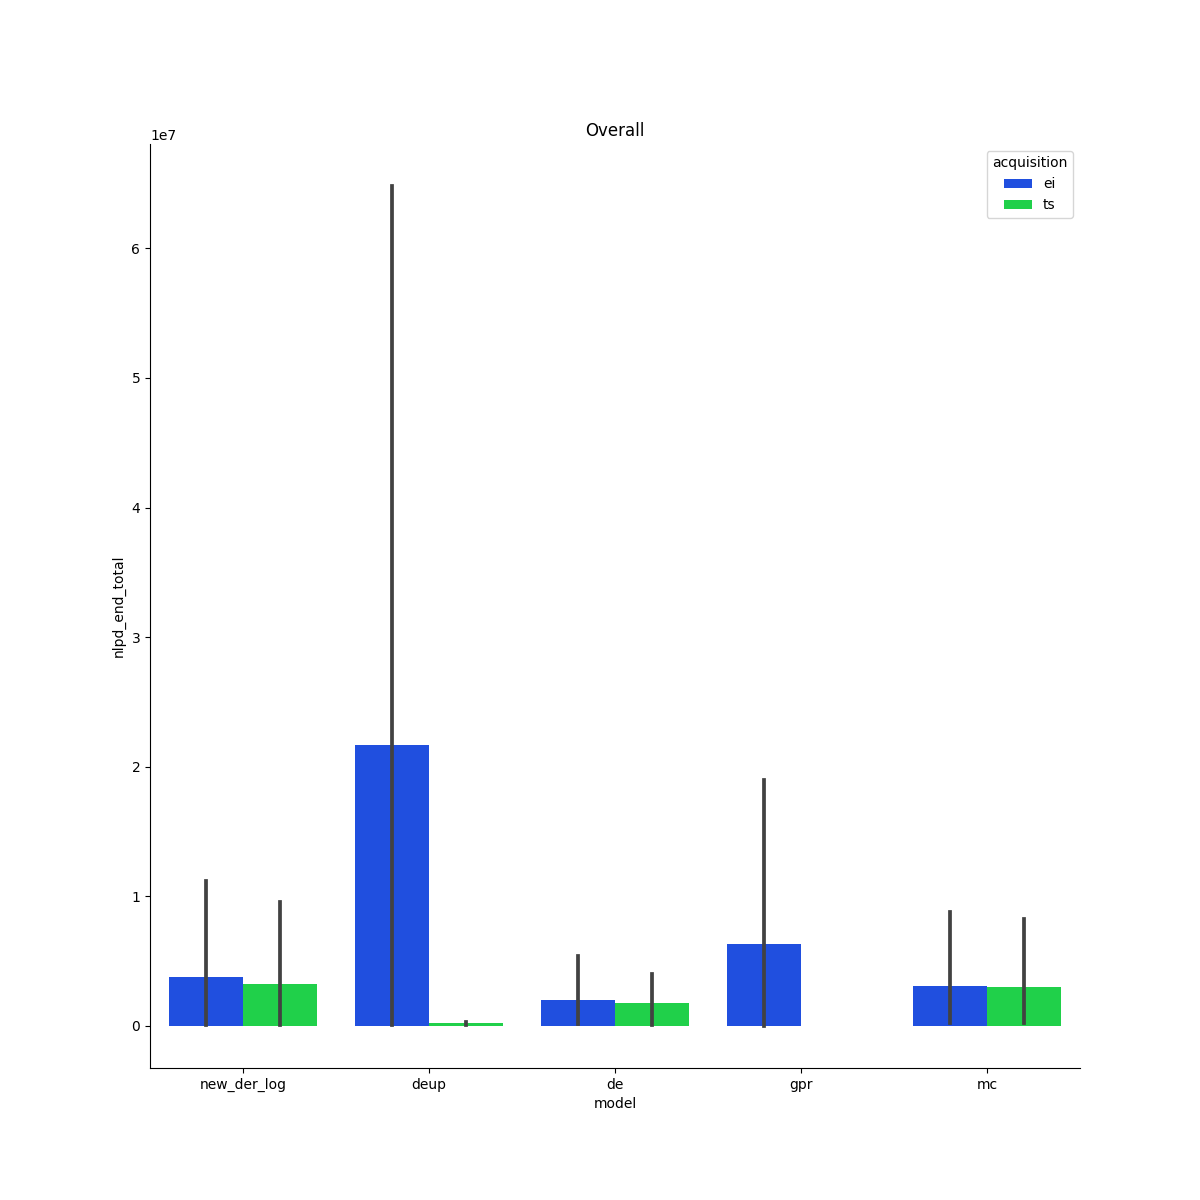 Overall
1e7
acquisition
ei
ts
6
5
4
3
2
1
0
nlpd_end_total
new_der_log deup de gpr mc
model